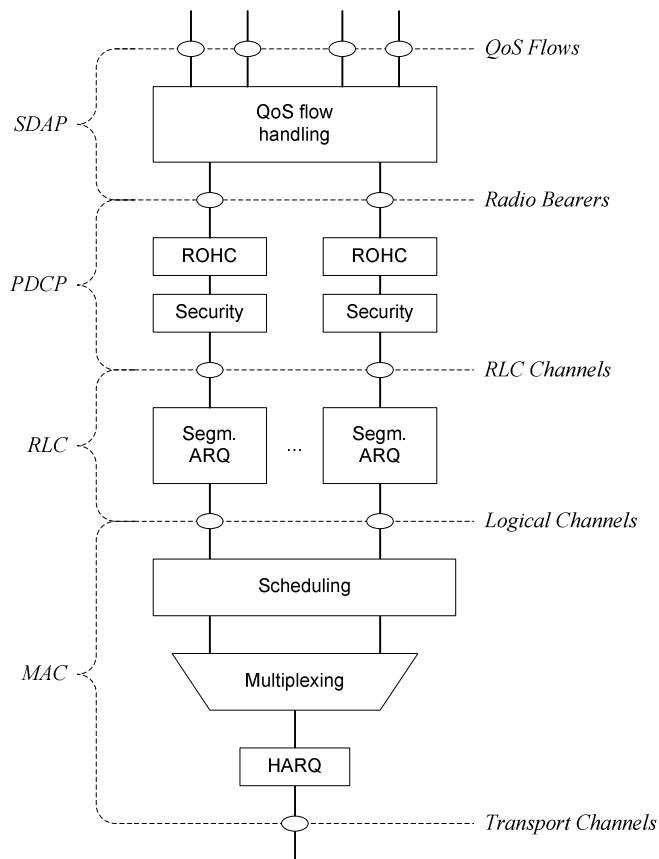 QoS Flows
QoS flow
handling
SDAP
Radio Bearers
ROHC ROHC
PDCP
Security Security
RLC Channels
Segm.
ARQ
...
Segm.
ARQ
RLC
Logical Channels
Scheduling
MAC
Multiplexing
HARQ
Transport Channels